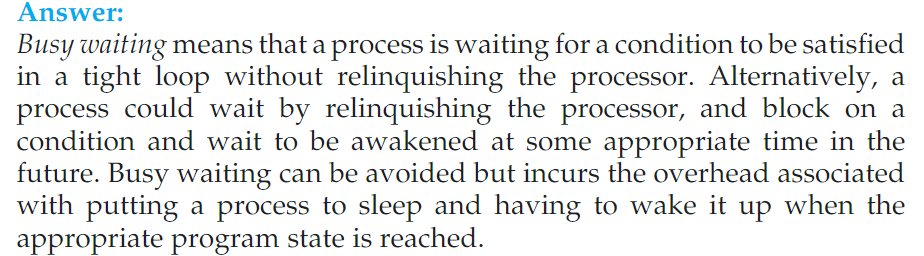 Answer:
Busy waiting means that a process is waiting for a condition to be satisfied
in a tight loop without relinquishing the processor. Alternatively, a
process could wait by relinquishing the processor, and block on a
condition and wait to be awakened at some appropriate time in the
future. Busy waiting can be avoided but incurs the overhead associated
with putting a process to sleep and having to wake it up when the
appropriate program state is reached.